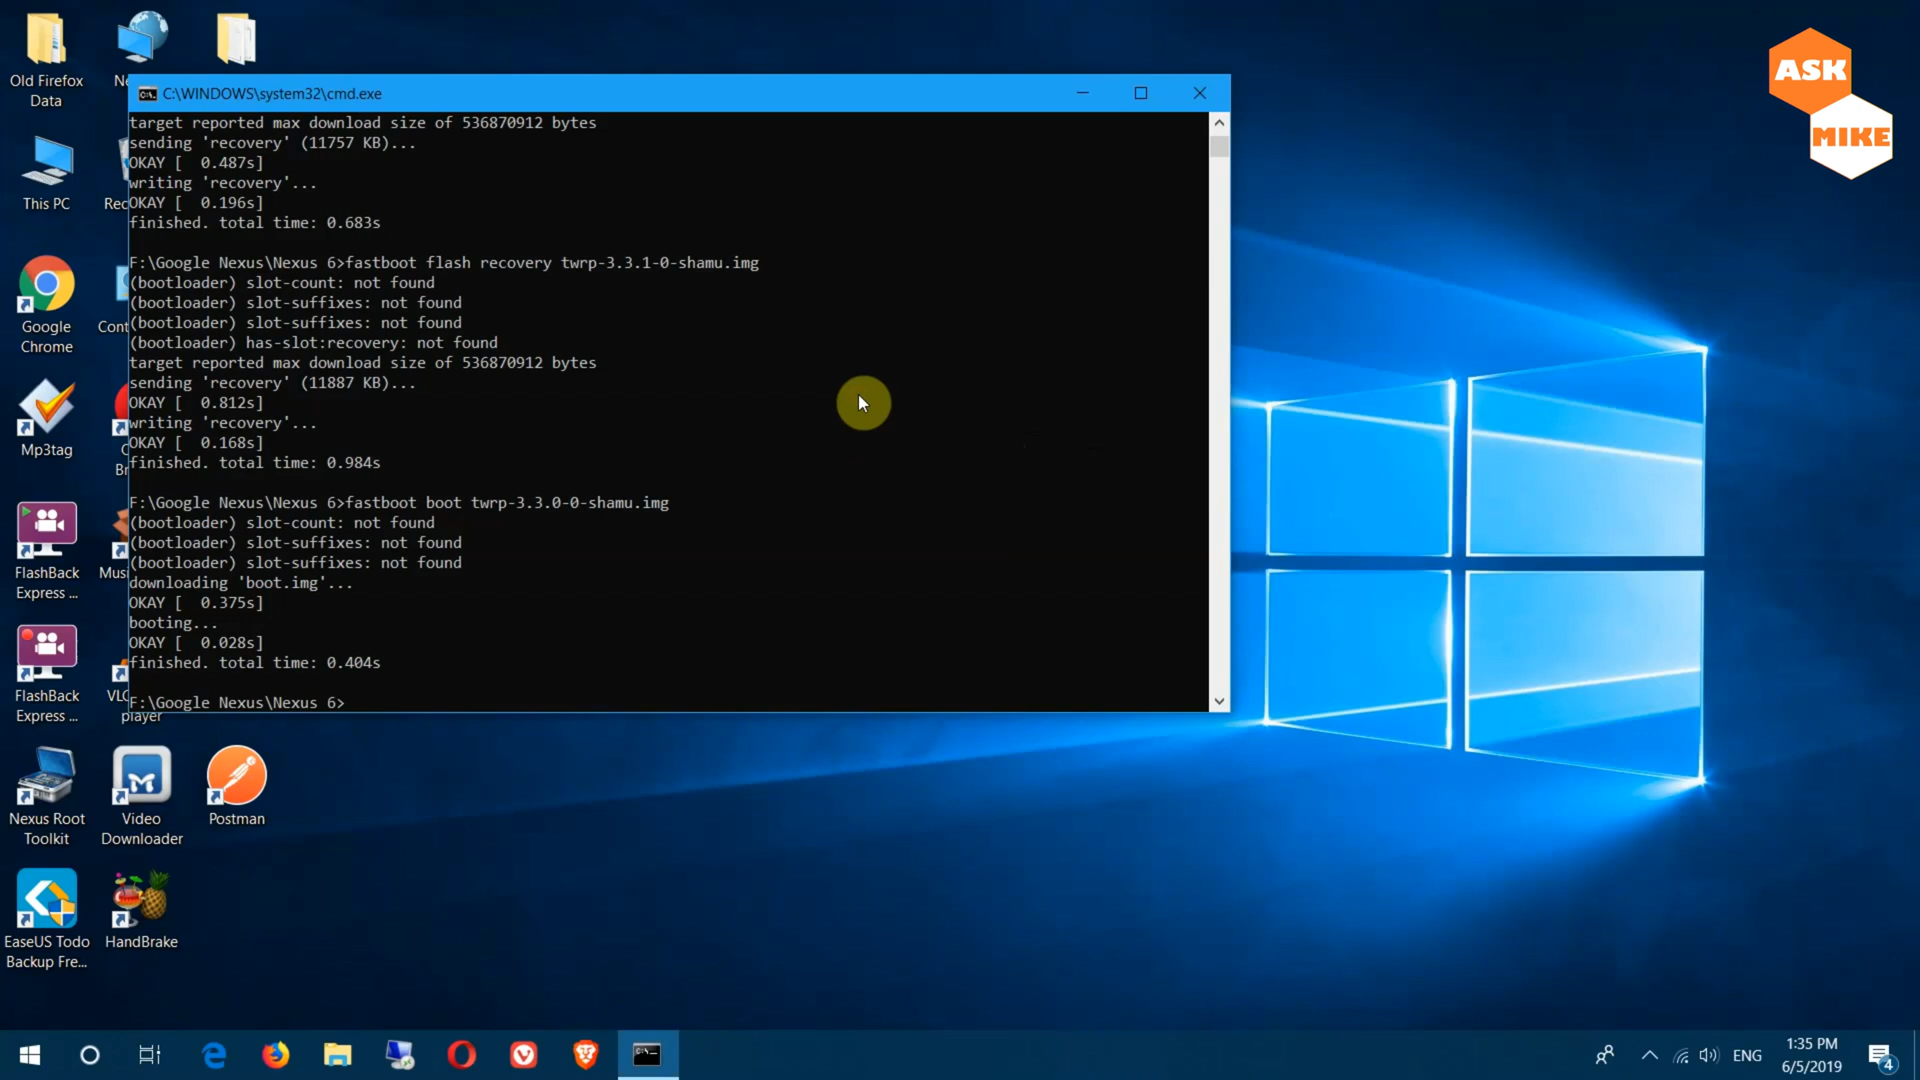 Old Firefox
Data
Ne
This PC
Rec
Google
Chrome
Cont
Mp3tag
C
Br
FlashBack
Express ...
Mus
FlashBack
Express ...
VLC
player
Nexus Root
Toolkit
Video
Downloader
Postman
EaseUS Todo
Backup Fre...
HandBrake
C:\WINDOWS\system32\cmd.exe
target reported max download size of 536870912 bytes
sending 'recovery' (11757 KB)...
OKAY [  0.487s]
writing 'recovery'...
OKAY [  0.196s]
finished. total time: 0.683s
F:\Google Nexus\Nexus 6>fastboot flash recovery twrp-3.3.1-0-shamu.img
(bootloader) slot-count: not found
(bootloader) slot-suffixes: not found
(bootloader) slot-suffixes: not found
(bootloader) has-slot:recovery: not found
target reported max download size of 536870912 bytes
sending 'recovery' (11887 KB)...
OKAY [  0.812s]
writing 'recovery'...
OKAY [  0.168s]
finished. total time: 0.984s
F:\Google Nexus\Nexus 6>fastboot boot twrp-3.3.0-0-shamu.img
(bootloader) slot-count: not found
(bootloader) slot-suffixes: not found
(bootloader) slot-suffixes: not found
downloading 'boot.img'...
OKAY [  0.375s]
booting...
OKAY [  0.028s]
finished. total time: 0.404s
F:\Google Nexus\Nexus 6>
ASK
MIKE
ENG
1:35 PM
6/5/2019
4